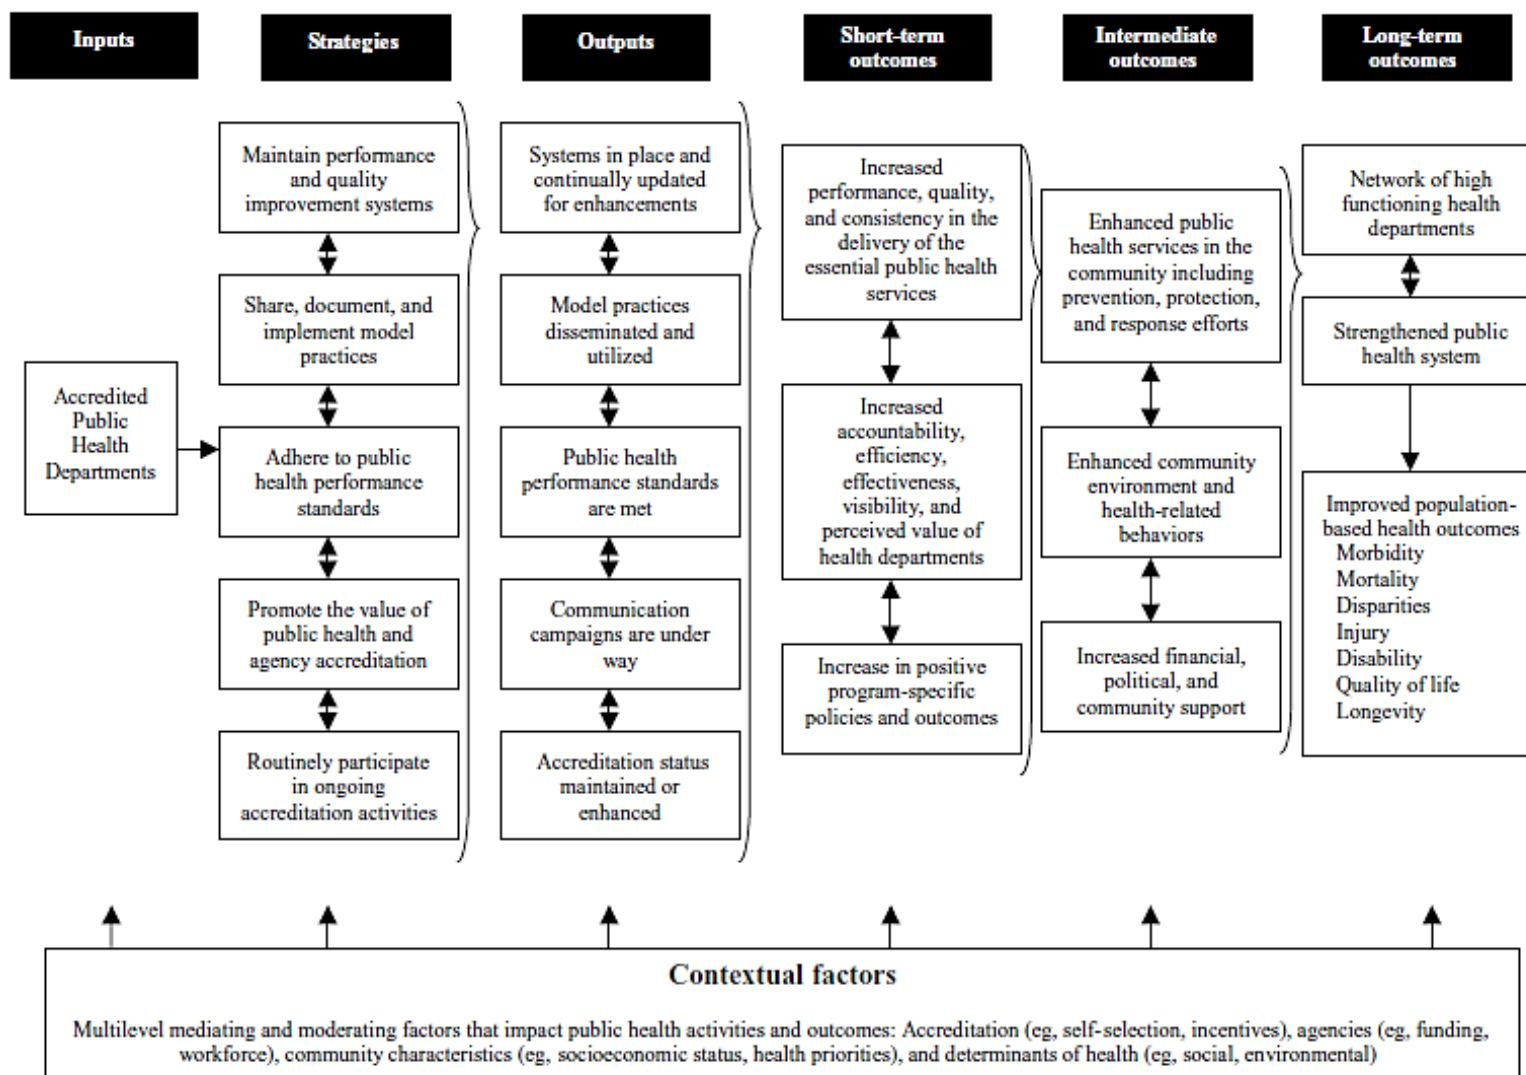 Inputs
Strategies
Outputs
Short-term
outcomes
Intermediate
outcomes
Long-term
outcomes
Accredited
Public
Health
Departments
Maintain performance
and quality
improvement systems
Share, document, and
implement model
practices
Adhere to public
health performance
standards
Promote the value of
public health and
agency accreditation
Routinely participate
in ongoing
accreditation activities
Systems in place and
continually updated
for enhancements
Model practices
disseminated and
utilized
Public health
performance standards
are met
Communication
campaigns are under
way
Accreditation status
maintained or
enhanced
Increased
performance, quality,
and consistency in the
delivery of the
essential public health
services
Increased
accountability,
efficiency,
effectiveness,
visibility, and
perceived value of
health departments
Increase in positive
program-specific
policies and outcomes
Enhanced public
health services in the
community including
prevention, protection,
and response efforts
Enhanced community
environment and
health-related
behaviors
Increased financial,
political, and
community support
Network of high
functioning health
departments
Strengthened public
health system
Improved population-
based health outcomes
Morbidity
Mortality
Disparities
Injury
Disability
Quality of life
Longevity
Contextual factors
Multilevel mediating and moderating factors that impact public health activities and outcomes: Accreditation (eg, self-selection, incentives), agencies (eg, funding,
workforce), community characteristics (eg, socioeconomic status, health priorities), and determinants of health (eg, social, environmental)